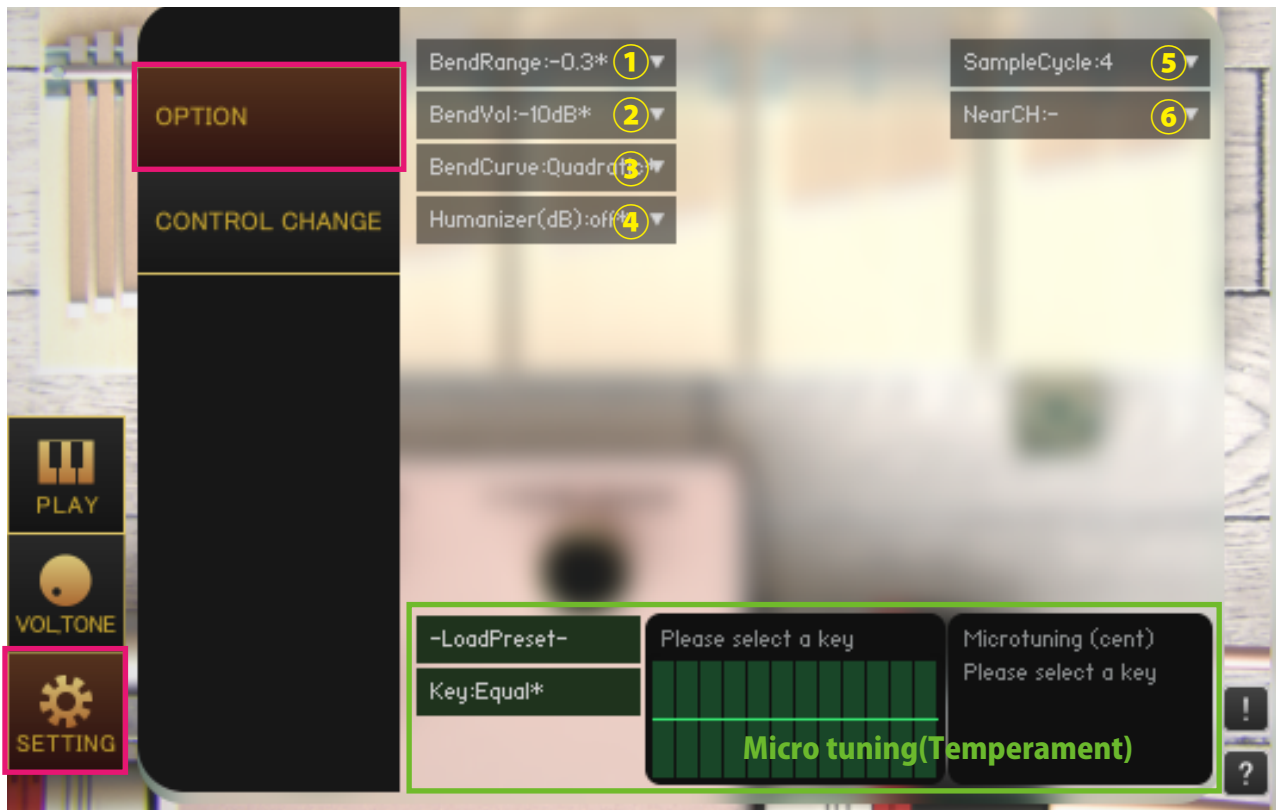 OPTION
CONTROL CHANGE
BendRange:-0.3* ① ▼
BendVol:-10dB* ② ▼
BendCurve:Quadratic* ③ ▼
Humanizer(dB):off* ④ ▼
SampleCycle:4 ⑤ ▼
NearCH:- ⑥ ▼
PLAY
VOL,TONE
SETTING
-LoadPreset-
Key:Equal*
Please select a key
Microtuning (cent)
Please select a key
Micro tuning(Temperament)
!
?